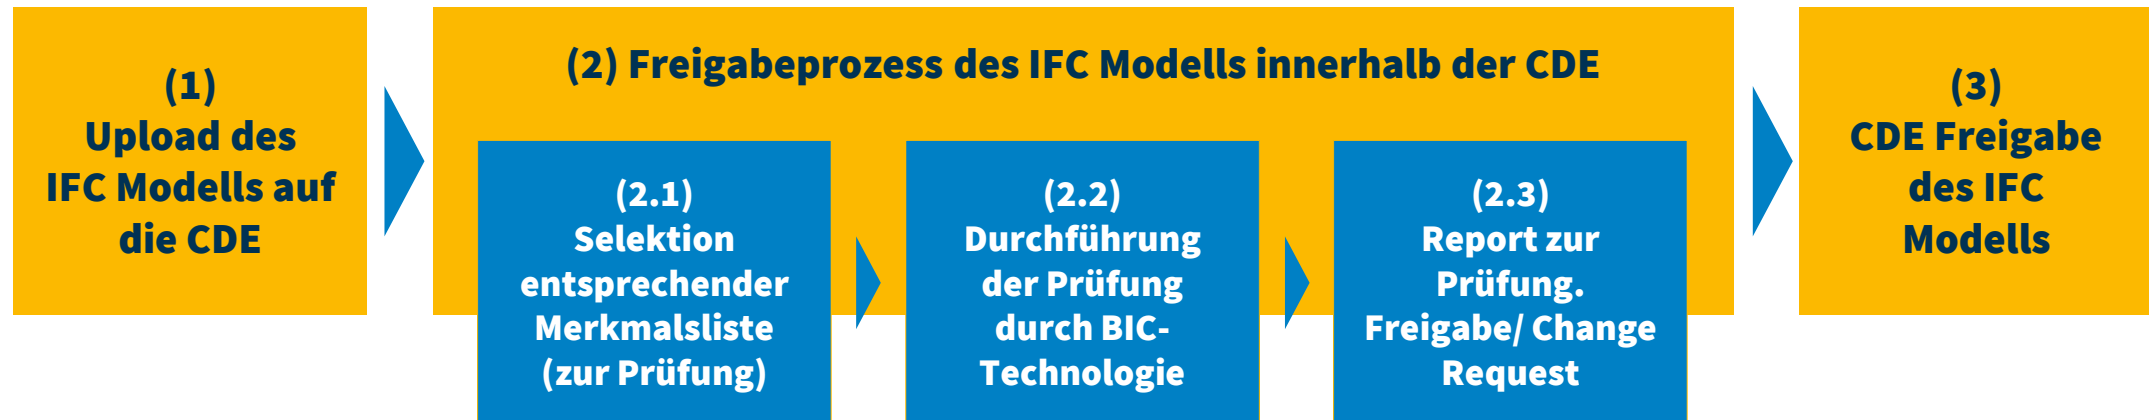 (1)
Upload des
IFC Modells auf
die CDE
(2) Freigabeprozess des IFC Modells innerhalb der CDE
(2.1)
Selektion
entsprechender
Merkmalsliste
(zur Prüfung)
(2.2)
Durchführung
der Prüfung
durch BIC-
Technologie
(2.3)
Report zur
Prüfung.
Freigabe/ Change
Request
(3)
CDE Freigabe
des IFC
Modells